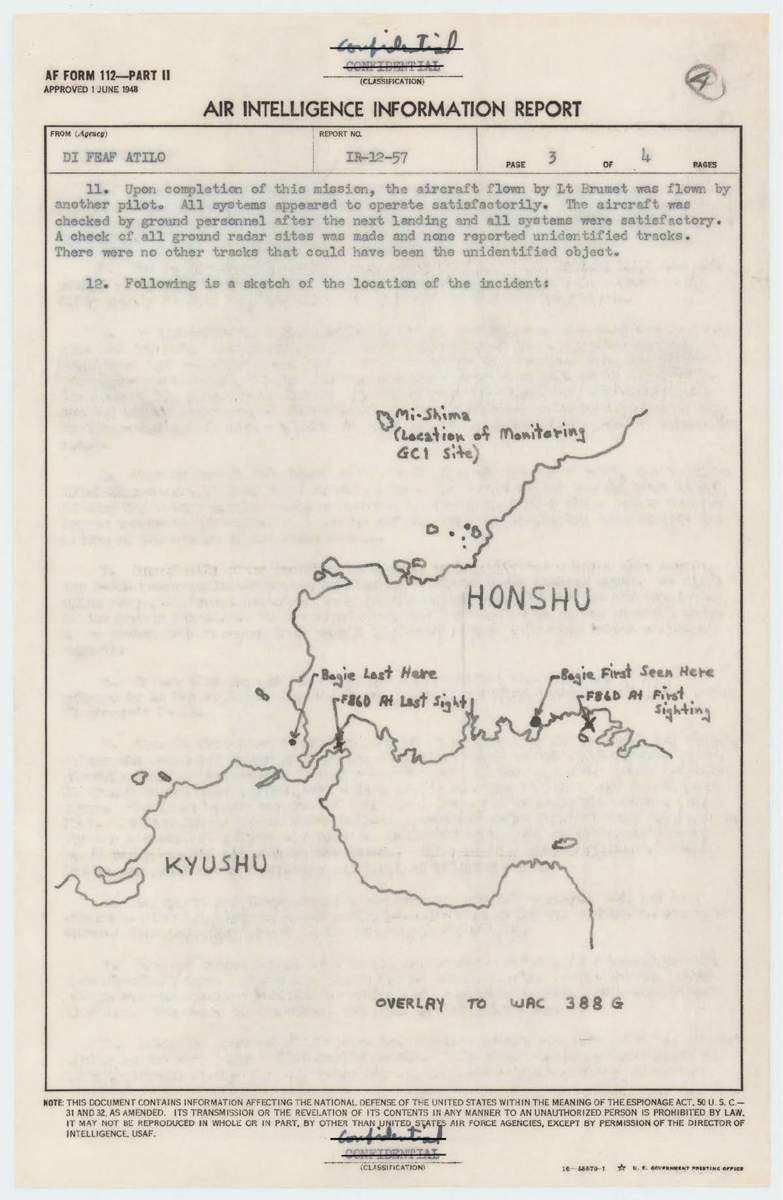 Confidential
CONFIDENTIAL
(CLASSIFICATION)
AF FORM 112—PART II
APPROVED 1 JUNE 1948
4
AIR INTELLIGENCE INFORMATION REPORT
FROM (Agency)
REPORT NO.
DI FEAF ATILO
IR-12-57
PAGE 3 OF 4 PAGES
11. Upon completion of this mission, the aircraft flown by Lt Brumet was flown by
another pilot. All systems appeared to operate satisfactorily. The aircraft was
checked by ground personnel after the next landing and all systems were satisfactory.
A check of all ground radar sites was made and none reported unidentified tracks.
There were no other tracks that could have been the unidentified object.
12. Following is a sketch of the location of the incident:
Mi-Shima
(Location of Monitoring
GCI Site)
HONSHU
Bogie Lost Here
Bogie First Seen Here
F86D At Last Sight
F86D At First
Sighting
KYUSHU
OVERLAY TO WAC 388 G
NOTE: THIS DOCUMENT CONTAINS INFORMATION AFFECTING THE NATIONAL DEFENSE OF THE UNITED STATES WITHIN THE MEANING OF THE ESPIONAGE ACT, 50 U. S. C.—
31 AND 32, AS AMENDED. ITS TRANSMISSION OR THE REVELATION OF ITS CONTENTS IN ANY MANNER TO AN UNAUTHORIZED PERSON IS PROHIBITED BY LAW.
IT MAY NOT BE REPRODUCED IN WHOLE OR IN PART, BY OTHER THAN UNITED STATES AIR FORCE AGENCIES, EXCEPT BY PERMISSION OF THE DIRECTOR OF
INTELLIGENCE, USAF.
Confidential
CONFIDENTIAL
(CLASSIFICATION)
U. S. GOVERNMENT PRINTING OFFICE